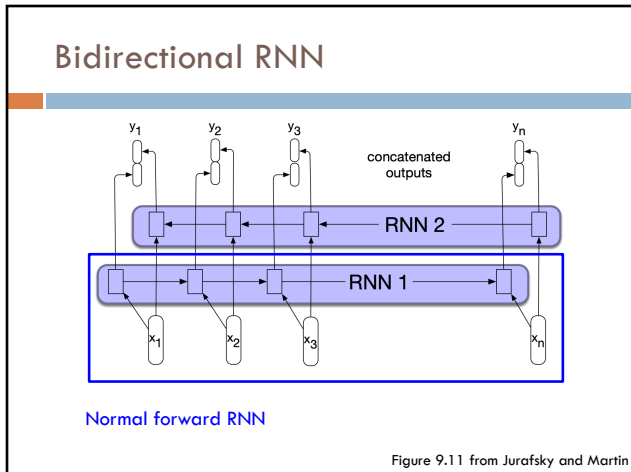 Bidirectional RNN
y1 y2 y3 yn
concatenated
outputs
RNN 2
RNN 1
x1 x2 x3 xn
Normal forward RNN
Figure 9.11 from Jurafsky and Martin